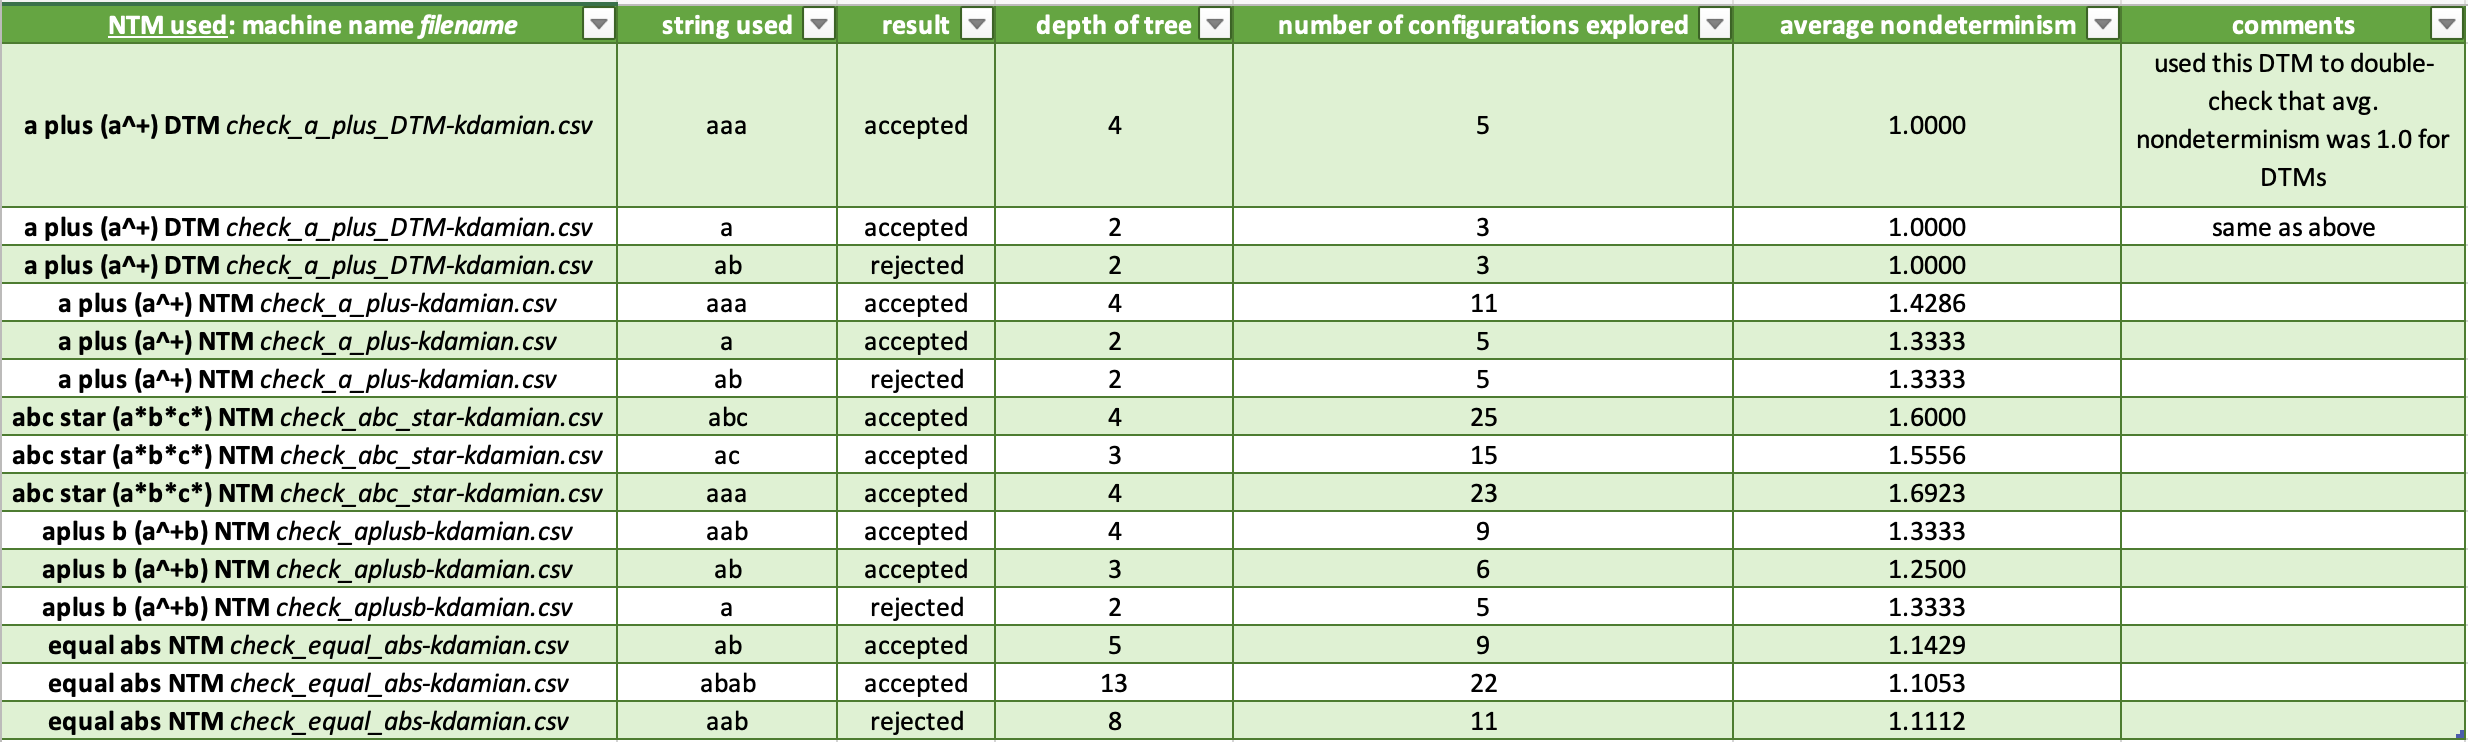 NTM used: machine name filename string used result depth of tree number of configurations explored average nondeterminism comments
used this DTM to double-
check that avg.
a plus (a^+) DTM check_a_plus_DTM-kdamian.csv aaa accepted 4 5 1.0000
nondeterminism was 1.0 for
DTMs
a plus (a^+) DTM check_a_plus_DTM-kdamian.csv a accepted 2 3 1.0000 same as above
a plus (a^+) DTM check_a_plus_DTM-kdamian.csv ab rejected 2 3 1.0000
a plus (a^+) NTM check_a_plus-kdamian.csv aaa accepted 4 11 1.4286
a plus (a^+) NTM check_a_plus-kdamian.csv a accepted 2 5 1.3333
a plus (a^+) NTM check_a_plus-kdamian.csv ab rejected 2 5 1.3333
abc star (a*b*c*) NTM check_abc_star-kdamian.csv abc accepted 4 25 1.6000
abc star (a*b*c*) NTM check_abc_star-kdamian.csv ac accepted 3 15 1.5556
abc star (a*b*c*) NTM check_abc_star-kdamian.csv aaa accepted 4 23 1.6923
aplus b (a^+b) NTM check_aplusb-kdamian.csv aab accepted 4 9 1.3333
aplus b (a^+b) NTM check_aplusb-kdamian.csv ab accepted 3 6 1.2500
aplus b (a^+b) NTM check_aplusb-kdamian.csv a rejected 2 5 1.3333
equal abs NTM check_equal_abs-kdamian.csv ab accepted 5 9 1.1429
equal abs NTM check_equal_abs-kdamian.csv abab accepted 13 22 1.1053
equal abs NTM check_equal_abs-kdamian.csv aab rejected 8 11 1.1112